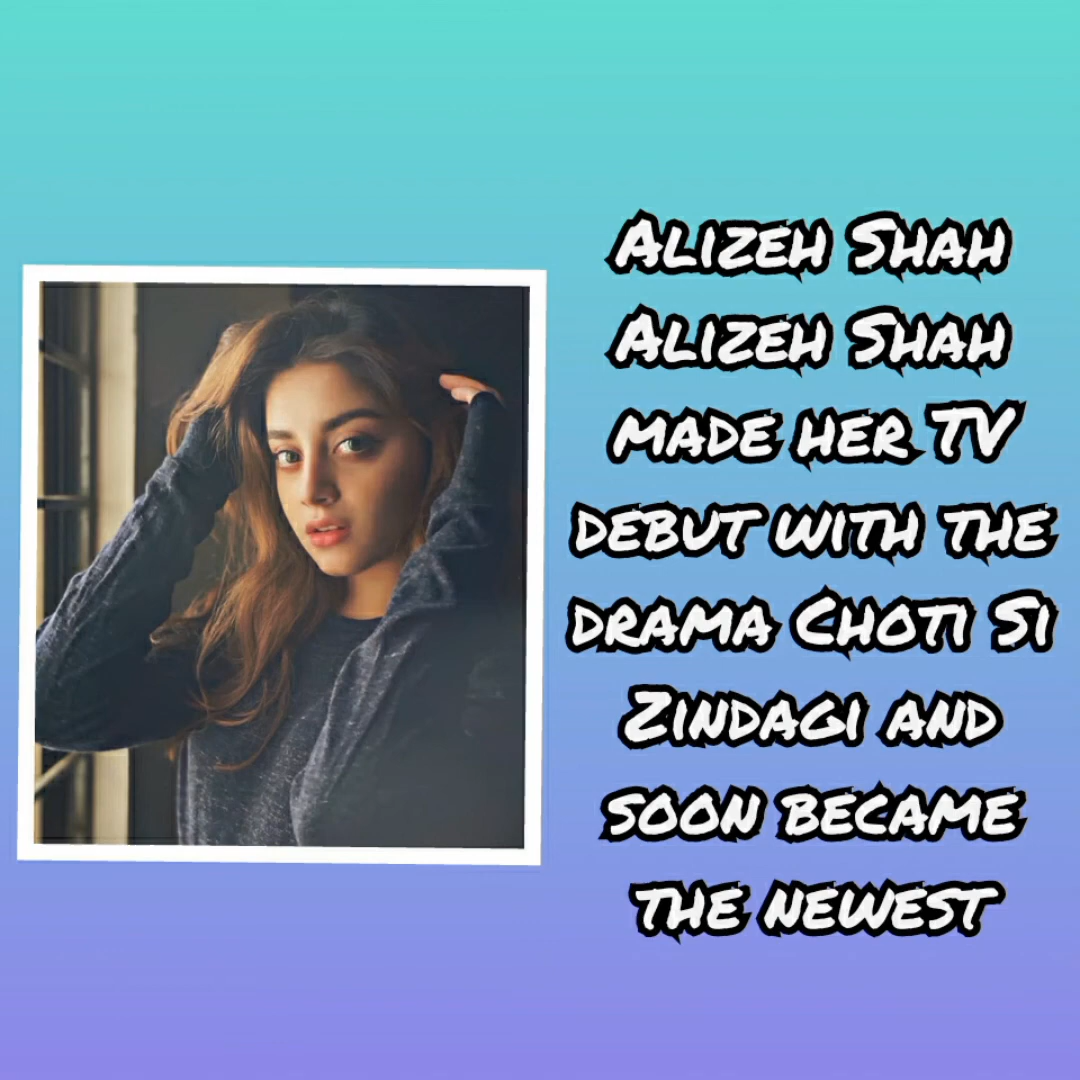 Alizeh Shah
Alizeh Shah
made her TV
debut with the
drama Choti Si
Zindagi and
soon became
the newest